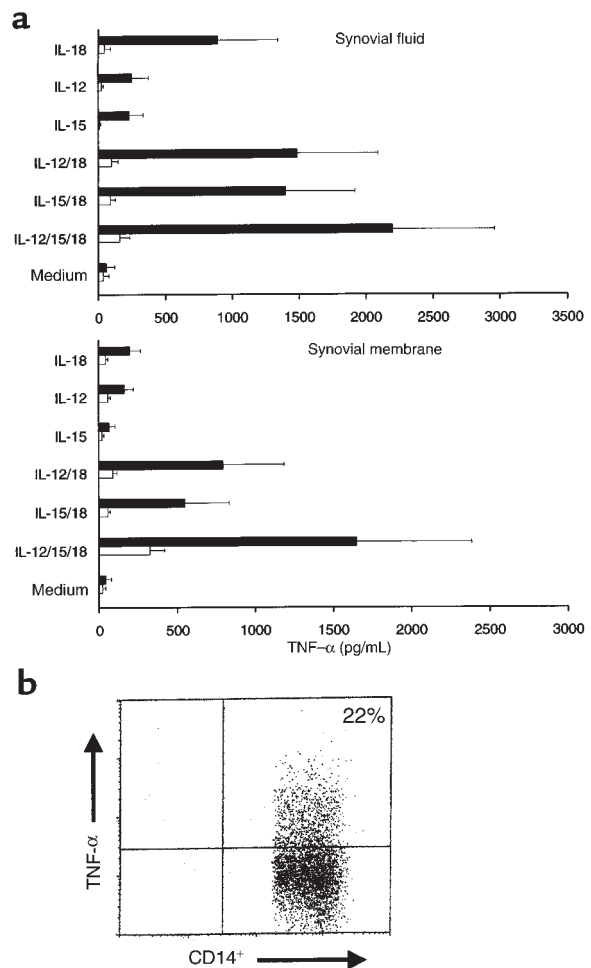 a
Synovial fluid
IL-18
IL-12
IL-15
IL-12/18
IL-15/18
IL-12/15/18
Medium
0 500 1000 1500 2000 2500 3000 3500
Synovial membrane
IL-18
IL-12
IL-15
IL-12/18
IL-15/18
IL-12/15/18
Medium
0 500 1000 1500 2000 2500 3000
TNF–α (pg/mL)
b
22%
TNF-α
CD14⁺